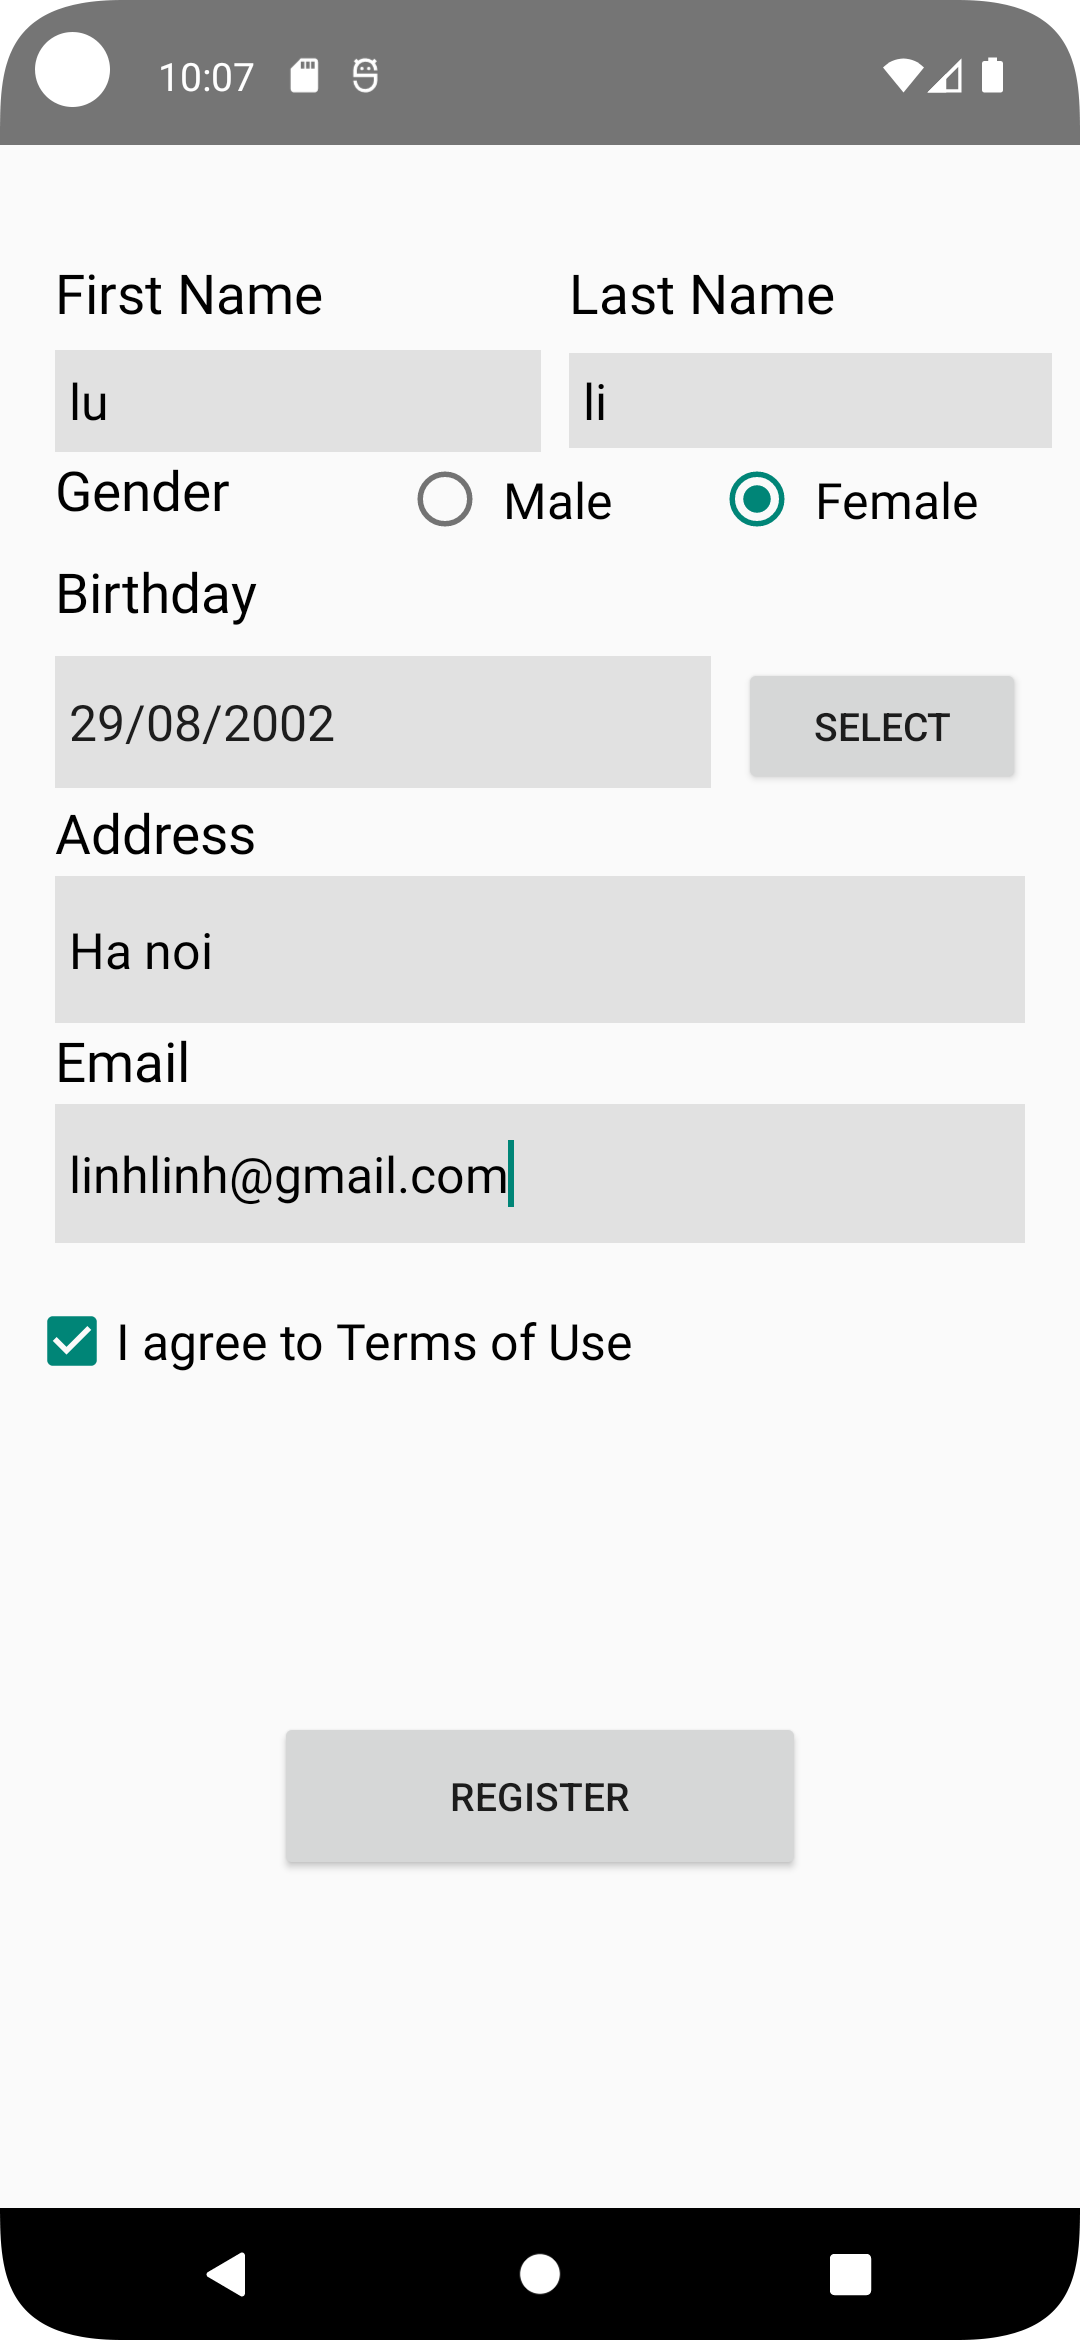 10:07
First Name Last Name
lu li
Gender Male Female
Birthday
29/08/2002 SELECT
Address
Ha noi
Email
linhlinh@gmail.com
I agree to Terms of Use
REGISTER